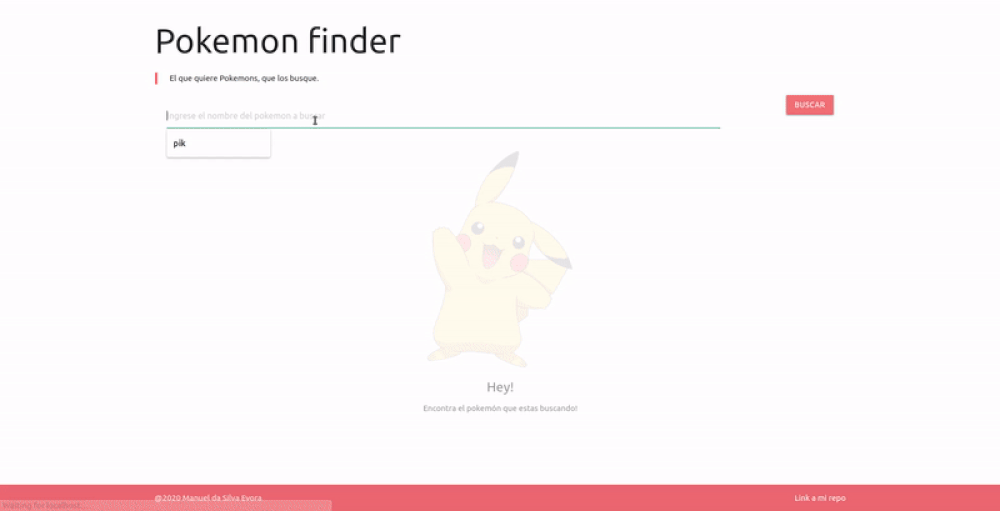 Pokemon finder
El que quiere Pokemons, que los busque.
Ingrese el nombre del pokemon a buscar
BUSCAR
pik
Hey!
Encontra el pokemón que estas buscando!
@2020 Manuel da Silva Evora
Link a mi repo
Waiting for localhost...